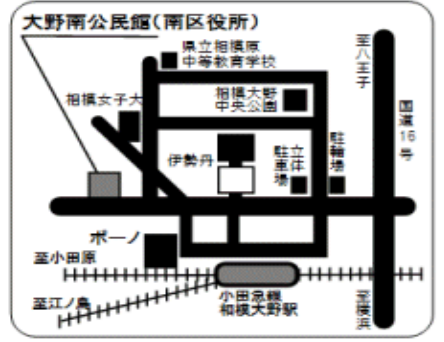 大野南公民館(南区役所)
県立相模原
中等教育学校
至八王子
相模女子大
相模大野
中央公園
国道16号
伊勢丹
立体
駐車場
駐輪場
ボーノ
至小田原
至江ノ島
小田急線
相模大野駅
至横浜